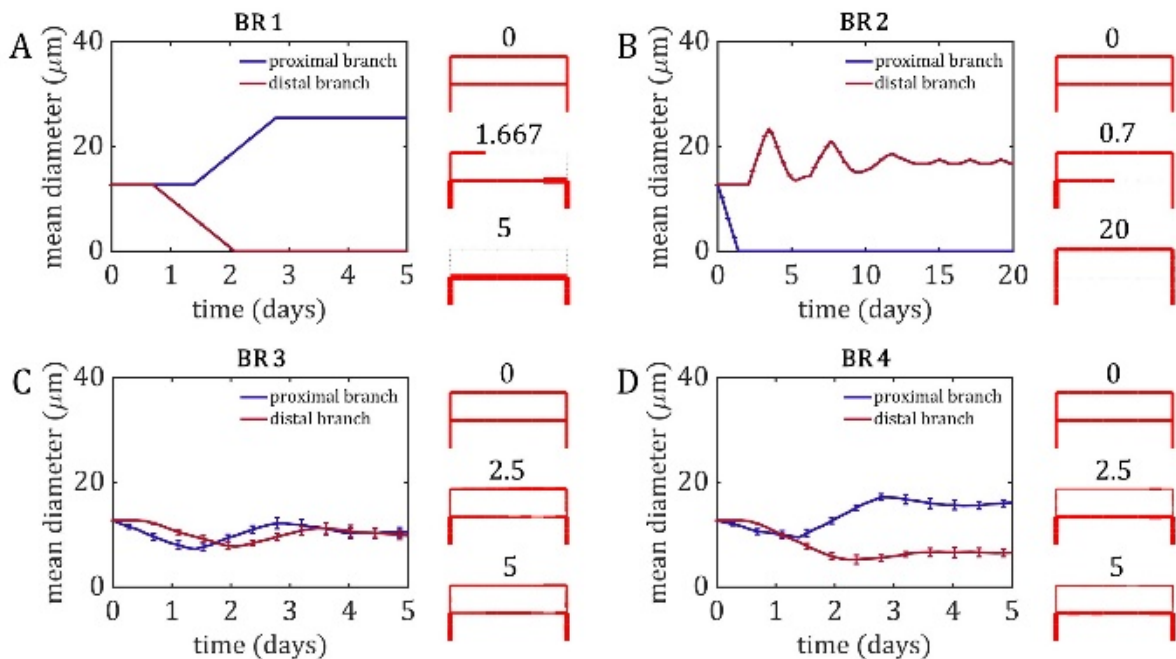 A
BR 1
mean diameter (μm)
40
20
0
proximal branch
distal branch
0 1 2 3 4 5
time (days)
0
1.667
5
B
BR 2
mean diameter (μm)
40
20
0
proximal branch
distal branch
0 5 10 15 20
time (days)
0
0.7
20
C
BR 3
mean diameter (μm)
40
20
0
proximal branch
distal branch
0 1 2 3 4 5
time (days)
0
2.5
5
D
BR 4
mean diameter (μm)
40
20
0
proximal branch
distal branch
0 1 2 3 4 5
time (days)
0
2.5
5